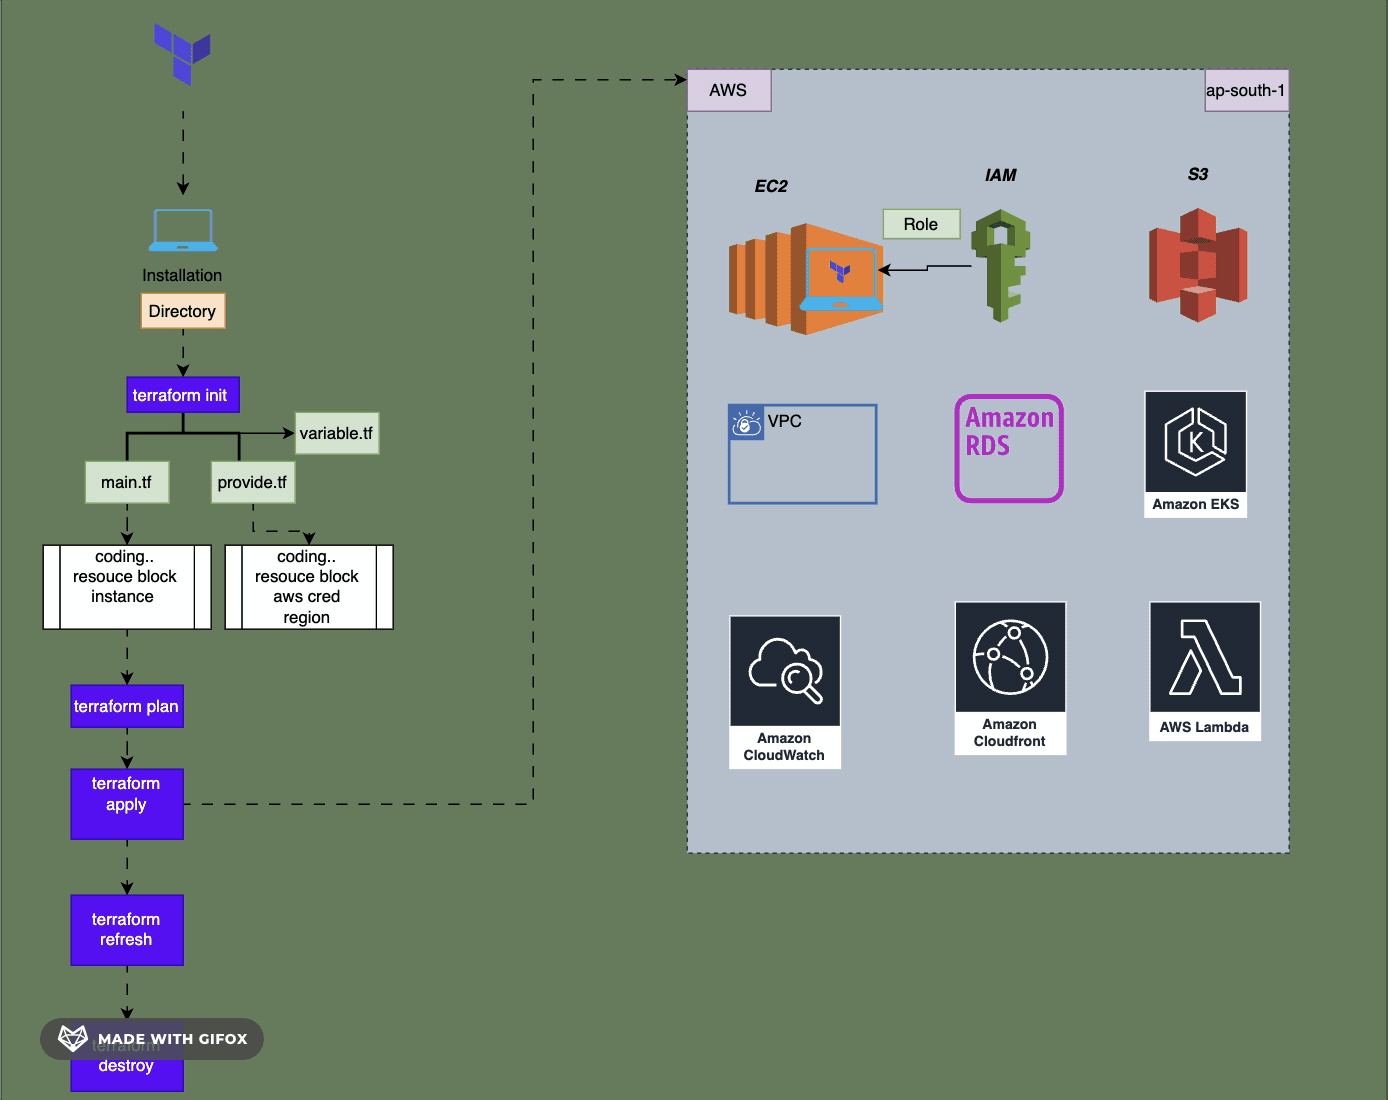 AWS
ap-south-1
EC2
IAM
S3
Role
Installation
Directory
terraform init
variable.tf
main.tf
provide.tf
coding..
resouce block
instance
coding..
resouce block
aws cred
region
terraform plan
terraform
apply
terraform
refresh
terraform
destroy
MADE WITH GIFOX
VPC
Amazon
RDS
K
Amazon EKS
Amazon
CloudWatch
Amazon
Cloudfront
AWS Lambda